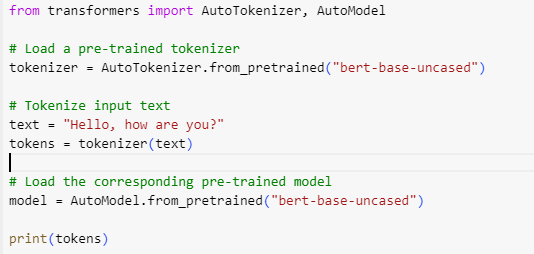 from transformers import AutoTokenizer, AutoModel
# Load a pre-trained tokenizer
tokenizer = AutoTokenizer.from_pretrained("bert-base-uncased")
# Tokenize input text
text = "Hello, how are you?"
tokens = tokenizer(text)
# Load the corresponding pre-trained model
model = AutoModel.from_pretrained("bert-base-uncased")
print(tokens)